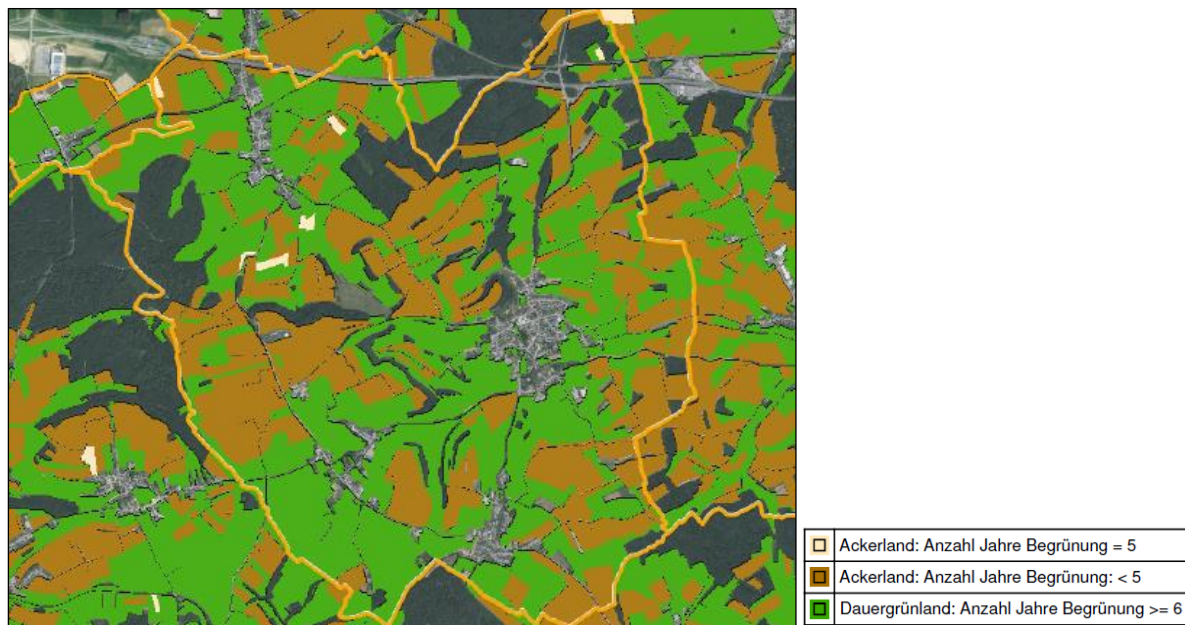 Ackerland: Anzahl Jahre Begrünung = 5
Ackerland: Anzahl Jahre Begrünung: < 5
Dauergrünland: Anzahl Jahre Begrünung >= 6